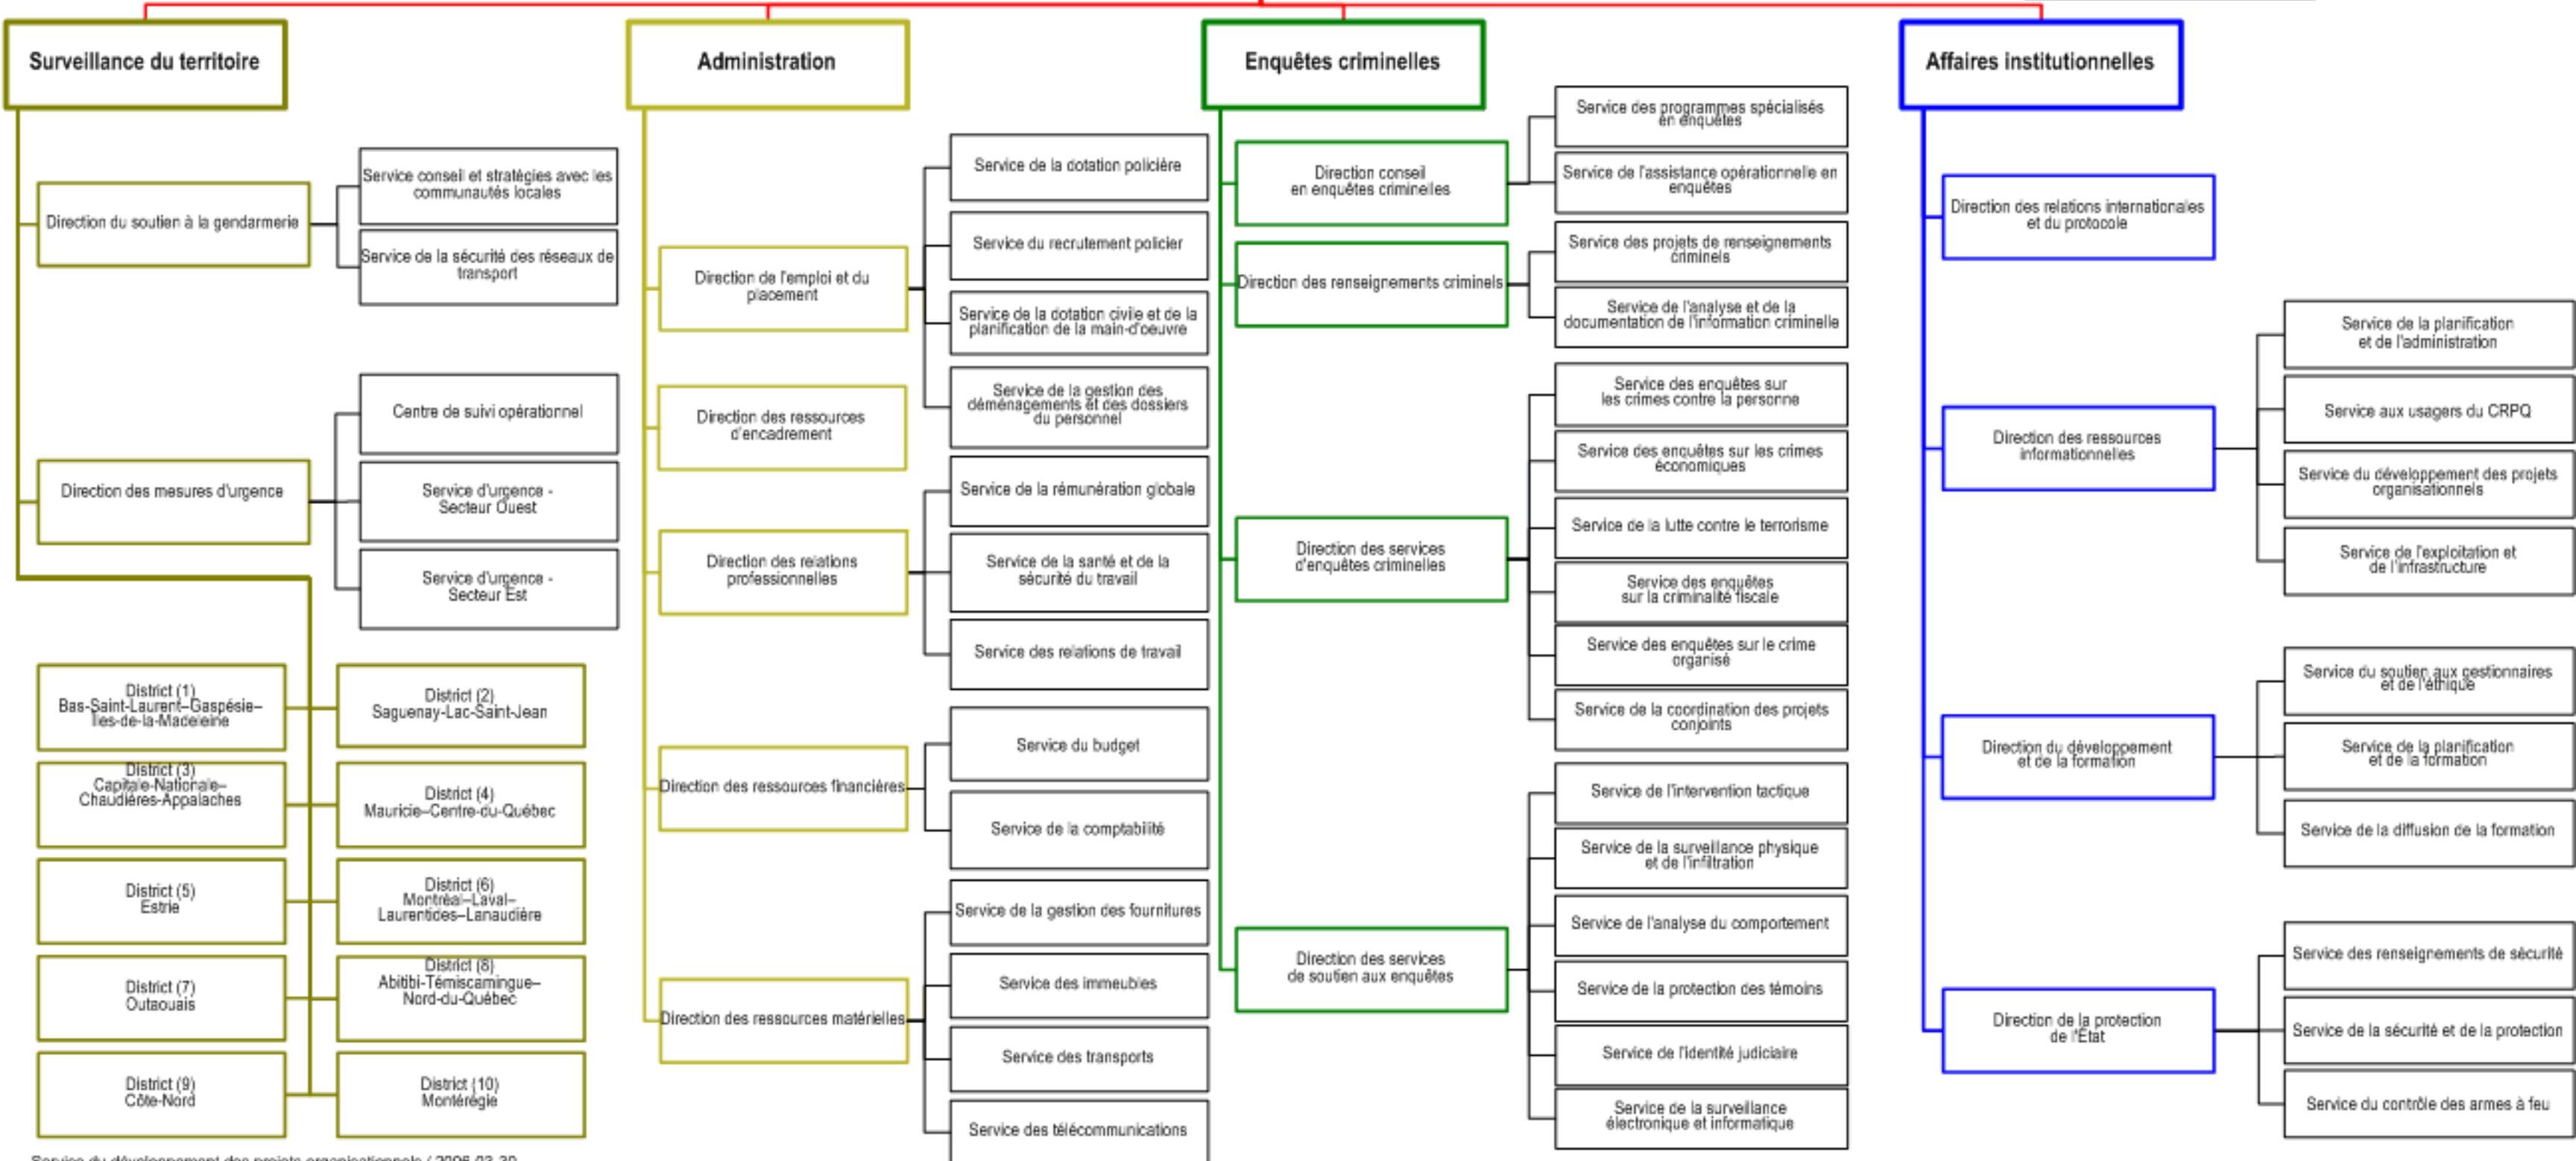 Surveillance du territoire
Direction du soutien à la gendarmerie
Service conseil et stratégies avec les
communautés locales
Service de la sécurité des réseaux de
transport
Direction des mesures d'urgence
Centre de suivi opérationnel
Service d'urgence -
Secteur Ouest
Service d'urgence -
Secteur Est
District (1)
Bas-Saint-Laurent–Gaspésie–
Îles-de-la-Madeleine
District (2)
Saguenay-Lac-Saint-Jean
District (3)
Capitale-Nationale–
Chaudières-Appalaches
District (4)
Mauricie–Centre-du-Québec
District (5)
Estrie
District (6)
Montréal–Laval–
Laurentides–Lanaudière
District (7)
Outaouais
District (8)
Abitibi-Témiscamingue–
Nord-du-Québec
District (9)
Côte-Nord
District (10)
Montérégie
Service du développement des projets organisationnels / 2006-03-30
Administration
Direction de l'emploi et du
placement
Service de la dotation policière
Service du recrutement policier
Service de la dotation civile et de la
planification de la main-d'oeuvre
Service de la gestion des
déménagements et des dossiers
du personnel
Direction des ressources
d'encadrement
Direction des relations
professionnelles
Service de la rémunération globale
Service de la santé et de la
sécurité du travail
Service des relations de travail
Direction des ressources financières
Service du budget
Service de la comptabilité
Direction des ressources matérielles
Service de la gestion des fournitures
Service des immeubles
Service des transports
Service des télécommunications
Enquêtes criminelles
Direction conseil
en enquêtes criminelles
Service des programmes spécialisés
en enquêtes
Service de l'assistance opérationnelle en
enquêtes
Direction des renseignements criminels
Service des projets de renseignements
criminels
Service de l'analyse et de la
documentation de l'information criminelle
Direction des services
d'enquêtes criminelles
Service des enquêtes sur
les crimes contre la personne
Service des enquêtes sur les crimes
économiques
Service de la lutte contre le terrorisme
Service des enquêtes
sur la criminalité fiscale
Service des enquêtes sur le crime
organisé
Service de la coordination des projets
conjoints
Direction des services
de soutien aux enquêtes
Service de l'intervention tactique
Service de la surveillance physique
et de l'infiltration
Service de l'analyse du comportement
Service de la protection des témoins
Service de l'identité judiciaire
Service de la surveillance
électronique et informatique
Affaires institutionnelles
Direction des relations internationales
et du protocole
Direction des ressources
informationnelles
Service de la planification
et de l'administration
Service aux usagers du CRPQ
Service du développement des projets
organisationnels
Service de l'exploitation et
de l'infrastructure
Direction du développement
et de la formation
Service du soutien aux gestionnaires
et de l'éthique
Service de la planification
et de la formation
Service de la diffusion de la formation
Direction de la protection
de l'État
Service des renseignements de sécurité
Service de la sécurité et de la protection
Service du contrôle des armes à feu